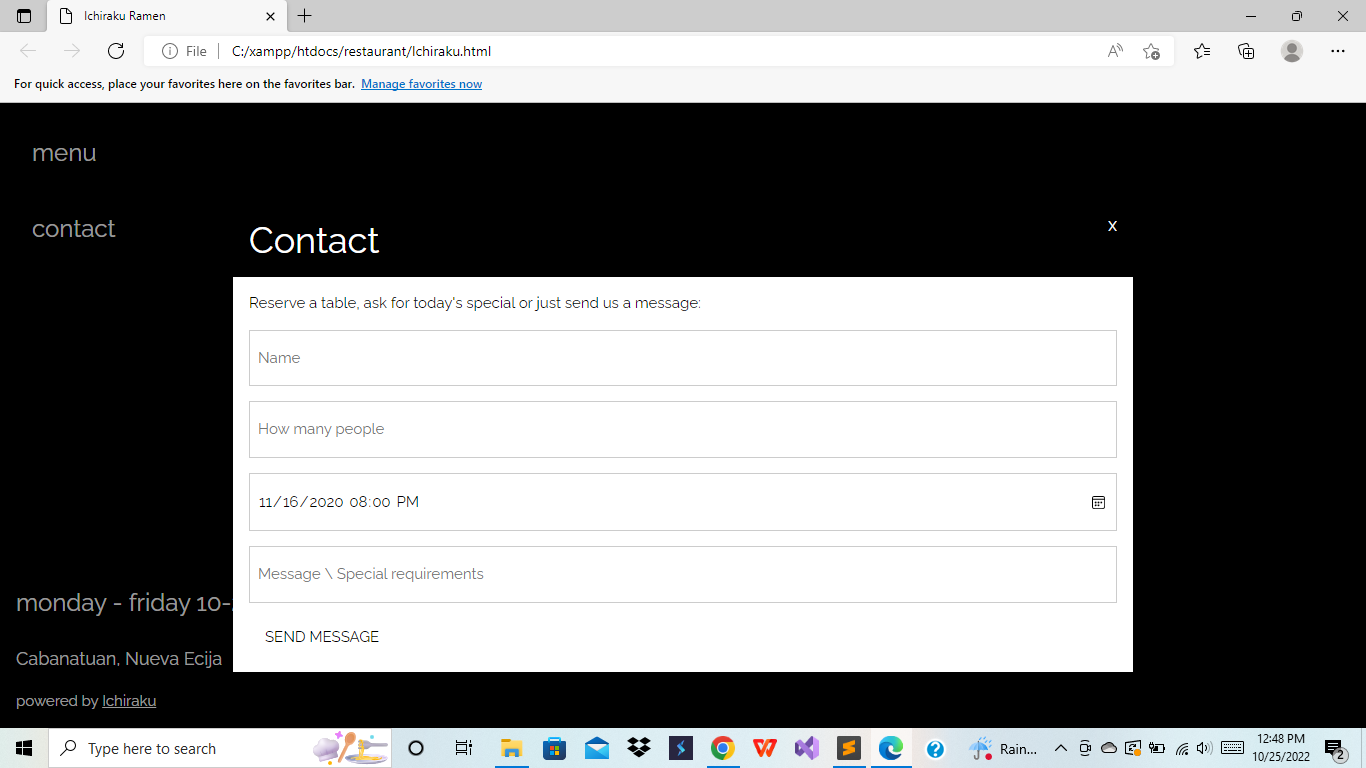 Ichiraku Ramen
File
C:/xampp/htdocs/restaurant/Ichiraku.html
For quick access, place your favorites here on the favorites bar. Manage favorites now
menu
contact
Contact
x
Reserve a table, ask for today's special or just send us a message:
Name
How many people
11/16/2020 08:00 PM
Message \ Special requirements
SEND MESSAGE
monday - friday 10-
Cabanatuan, Nueva Ecija
powered by Ichiraku
Type here to search
Rain...
12:48 PM
10/25/2022
2